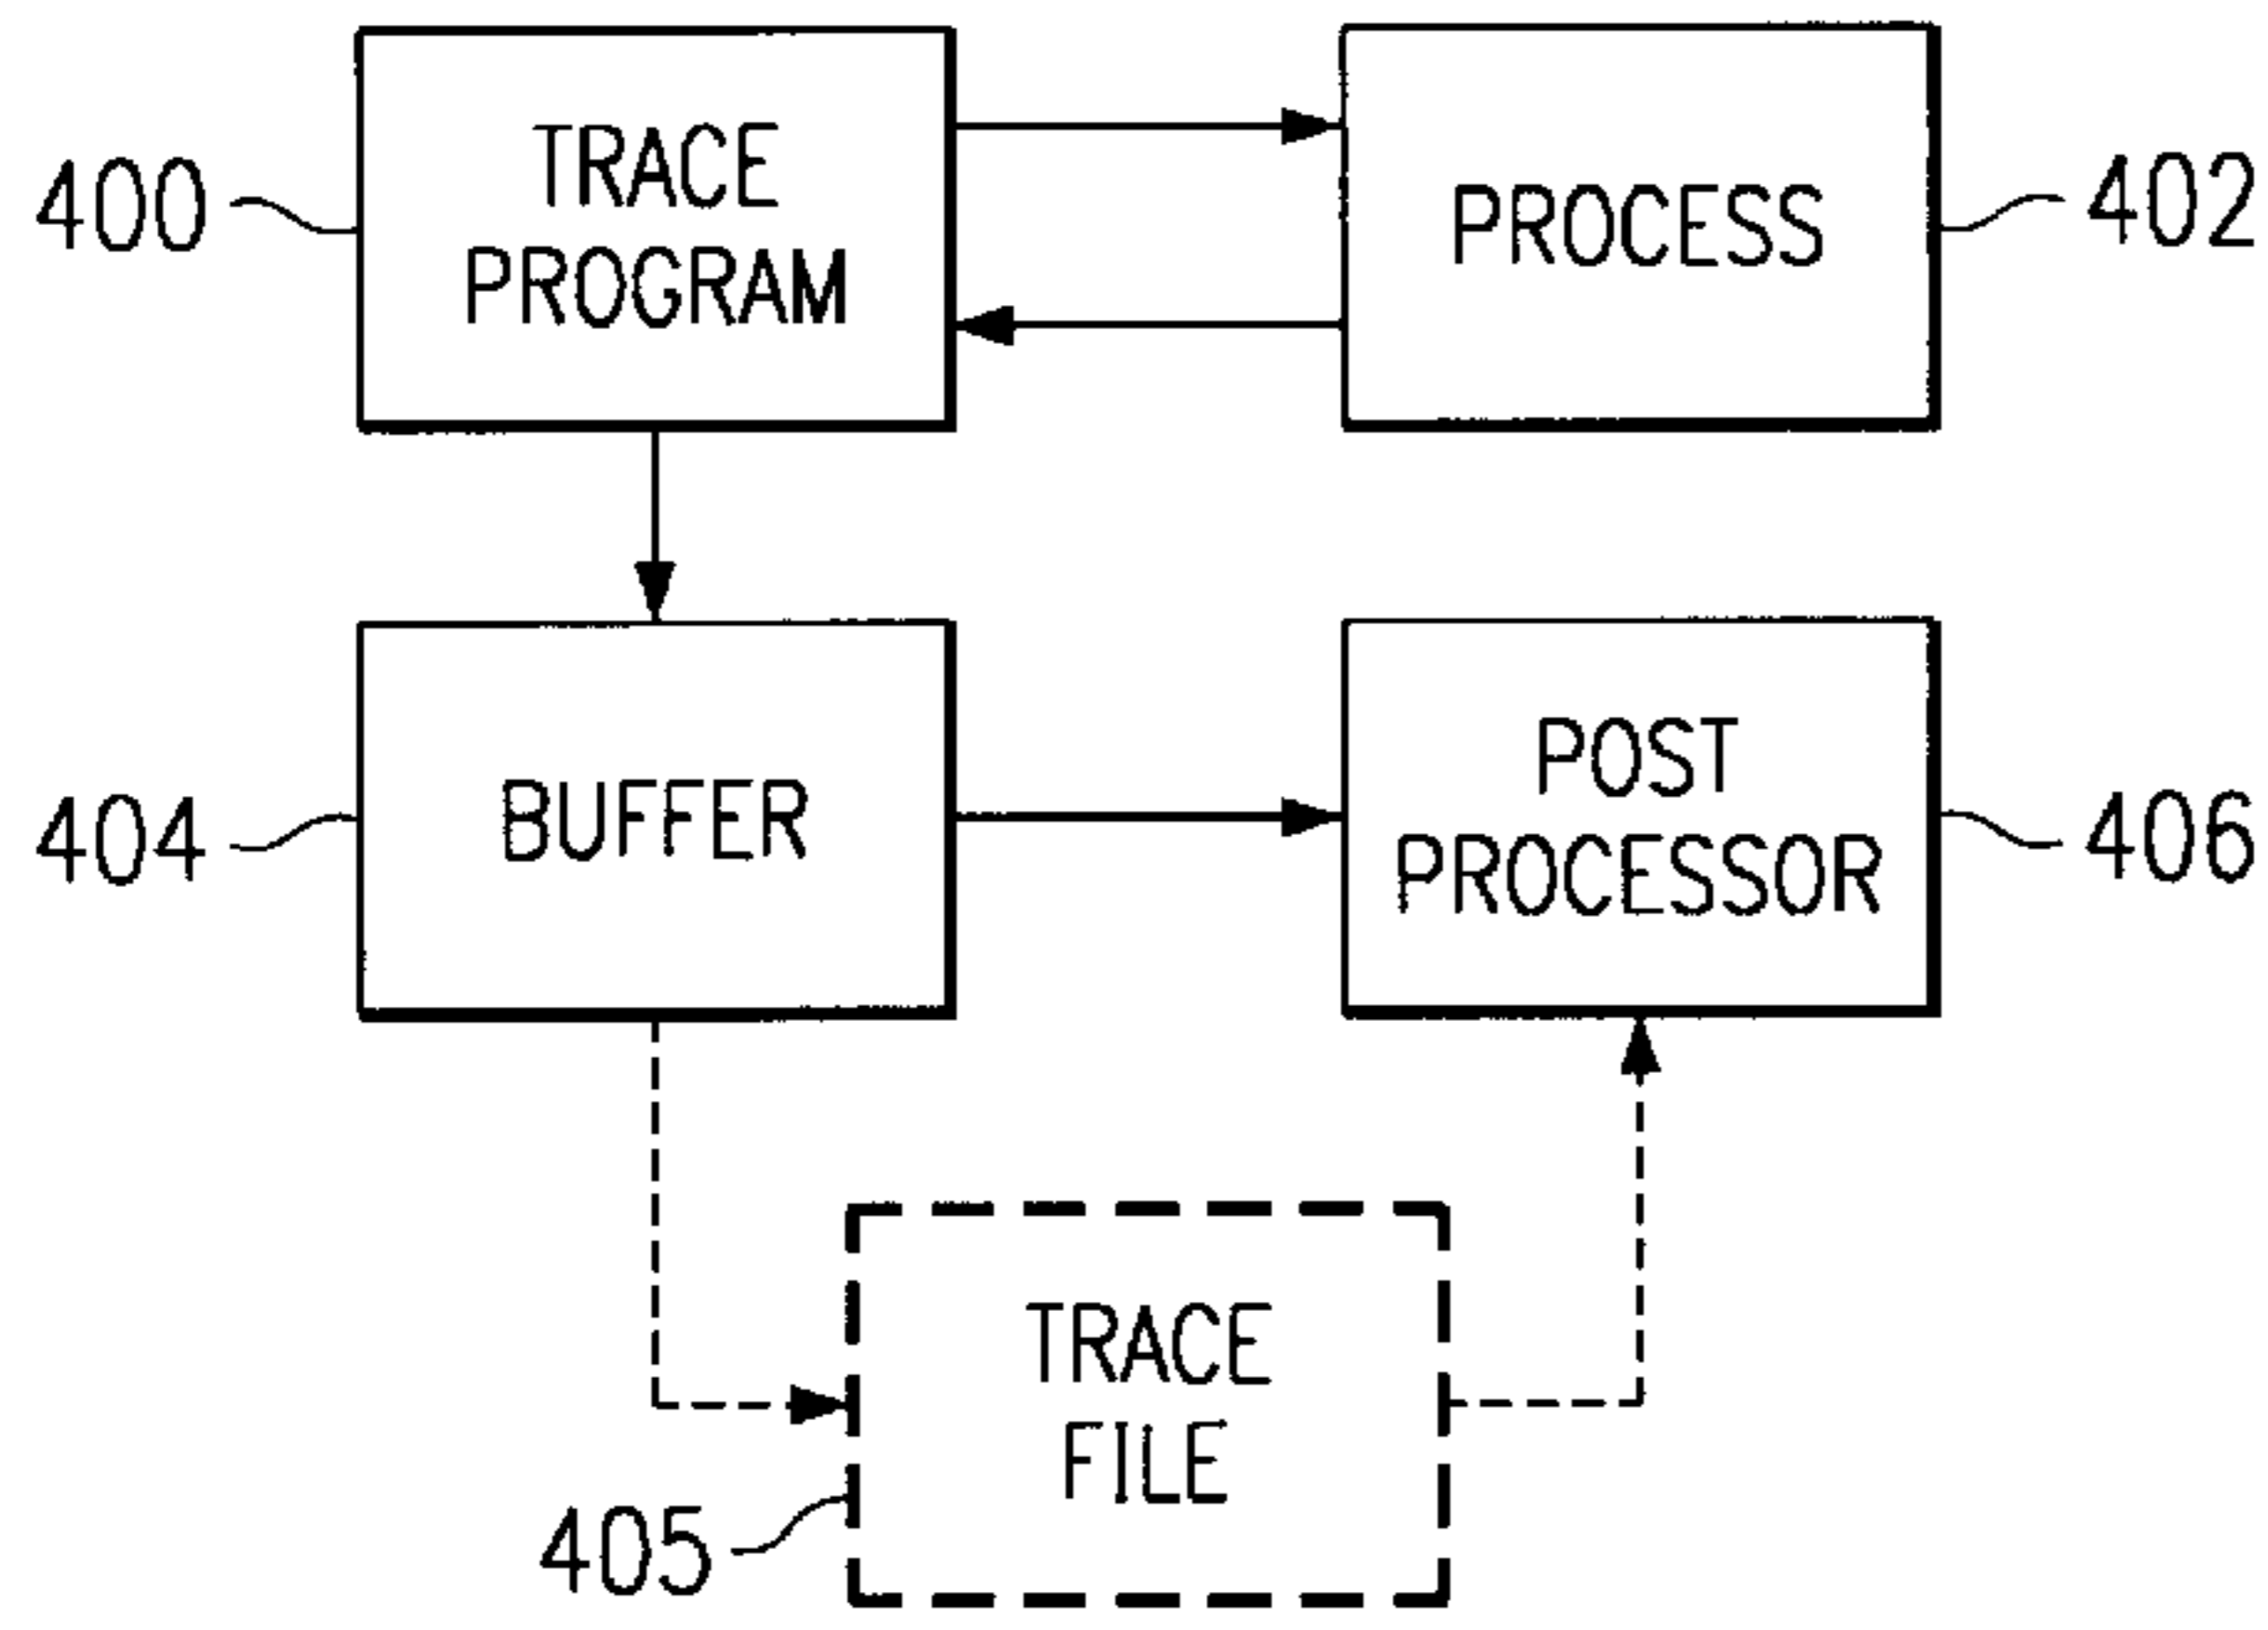 TRACE
PROGRAM
400
PROCESS
402
BUFFER
404
POST
PROCESSOR
406
TRACE
FILE
405